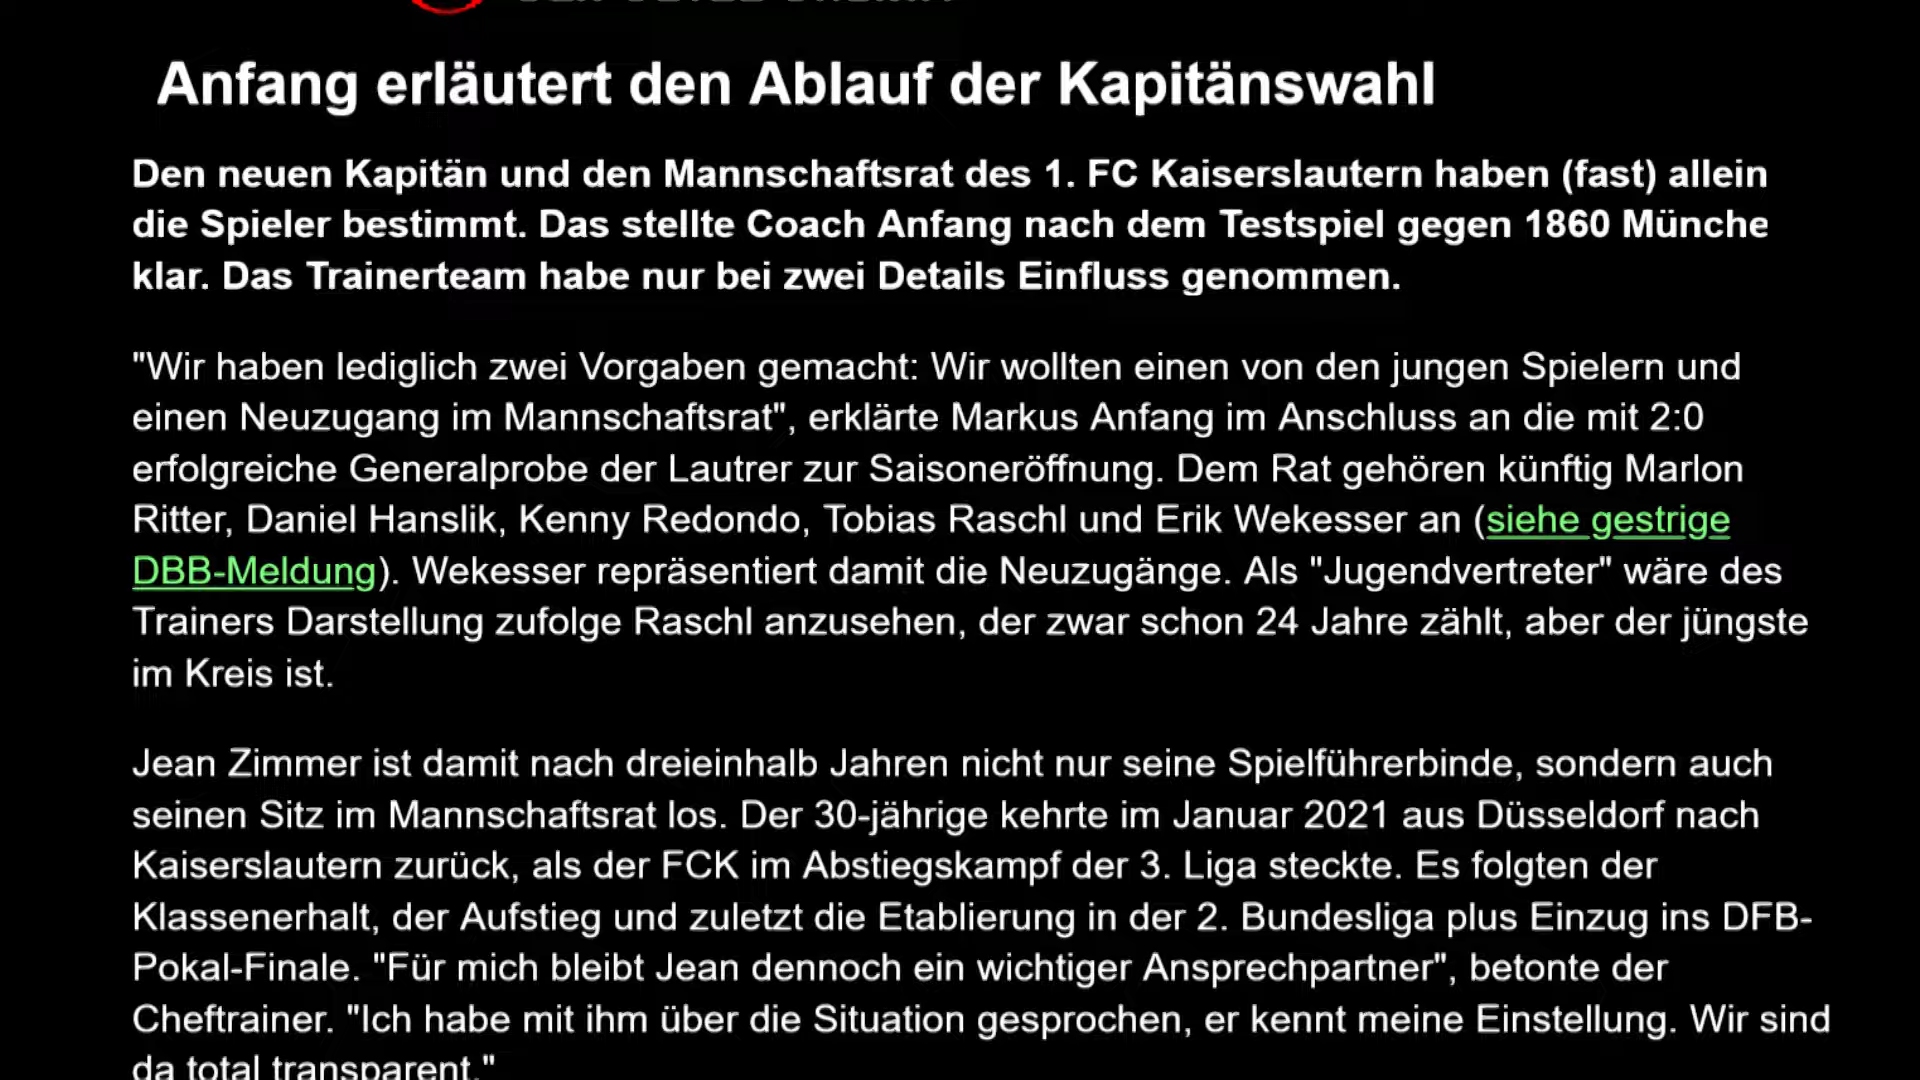 Anfang erläutert den Ablauf der Kapitänswahl
Den neuen Kapitän und den Mannschaftsrat des 1. FC Kaiserslautern haben (fast) allein
die Spieler bestimmt. Das stellte Coach Anfang nach dem Testspiel gegen 1860 Münche
klar. Das Trainerteam habe nur bei zwei Details Einfluss genommen.
"Wir haben lediglich zwei Vorgaben gemacht: Wir wollten einen von den jungen Spielern und
einen Neuzugang im Mannschaftsrat", erklärte Markus Anfang im Anschluss an die mit 2:0
erfolgreiche Generalprobe der Lautrer zur Saisoneröffnung. Dem Rat gehören künftig Marlon
Ritter, Daniel Hanslik, Kenny Redondo, Tobias Raschl und Erik Wekesser an (siehe gestrige
DBB-Meldung). Wekesser repräsentiert damit die Neuzugänge. Als "Jugendvertreter" wäre des
Trainers Darstellung zufolge Raschl anzusehen, der zwar schon 24 Jahre zählt, aber der jüngste
im Kreis ist.
Jean Zimmer ist damit nach dreieinhalb Jahren nicht nur seine Spielführerbinde, sondern auch
seinen Sitz im Mannschaftsrat los. Der 30-jährige kehrte im Januar 2021 aus Düsseldorf nach
Kaiserslautern zurück, als der FCK im Abstiegskampf der 3. Liga steckte. Es folgten der
Klassenerhalt, der Aufstieg und zuletzt die Etablierung in der 2. Bundesliga plus Einzug ins DFB-
Pokal-Finale. "Für mich bleibt Jean dennoch ein wichtiger Ansprechpartner", betonte der
Cheftrainer. "Ich habe mit ihm über die Situation gesprochen, er kennt meine Einstellung. Wir sind
da total transparent."